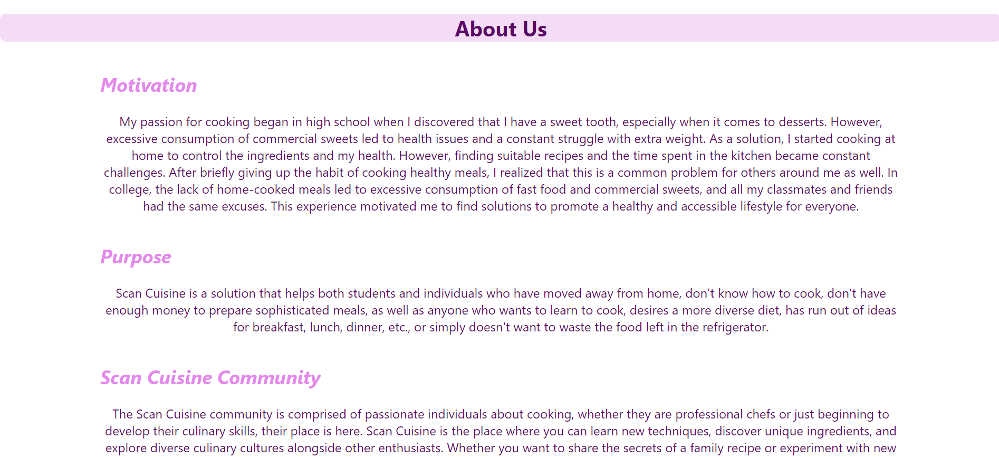 About Us
Motivation
My passion for cooking began in high school when I discovered that I have a sweet tooth, especially when it comes to desserts. However,
excessive consumption of commercial sweets led to health issues and a constant struggle with extra weight. As a solution, I started cooking at
home to control the ingredients and my health. However, finding suitable recipes and the time spent in the kitchen became constant
challenges. After briefly giving up the habit of cooking healthy meals, I realized that this is a common problem for others around me as well. In
college, the lack of home-cooked meals led to excessive consumption of fast food and commercial sweets, and all my classmates and friends
had the same excuses. This experience motivated me to find solutions to promote a healthy and accessible lifestyle for everyone.
Purpose
Scan Cuisine is a solution that helps both students and individuals who have moved away from home, don't know how to cook, don't have
enough money to prepare sophisticated meals, as well as anyone who wants to learn to cook, desires a more diverse diet, has run out of ideas
for breakfast, lunch, dinner, etc., or simply doesn't want to waste the food left in the refrigerator.
Scan Cuisine Community
The Scan Cuisine community is comprised of passionate individuals about cooking, whether they are professional chefs or just beginning to
develop their culinary skills, their place is here. Scan Cuisine is the place where you can learn new techniques, discover unique ingredients, and
explore diverse culinary cultures alongside other enthusiasts. Whether you want to share the secrets of a family recipe or experiment with new